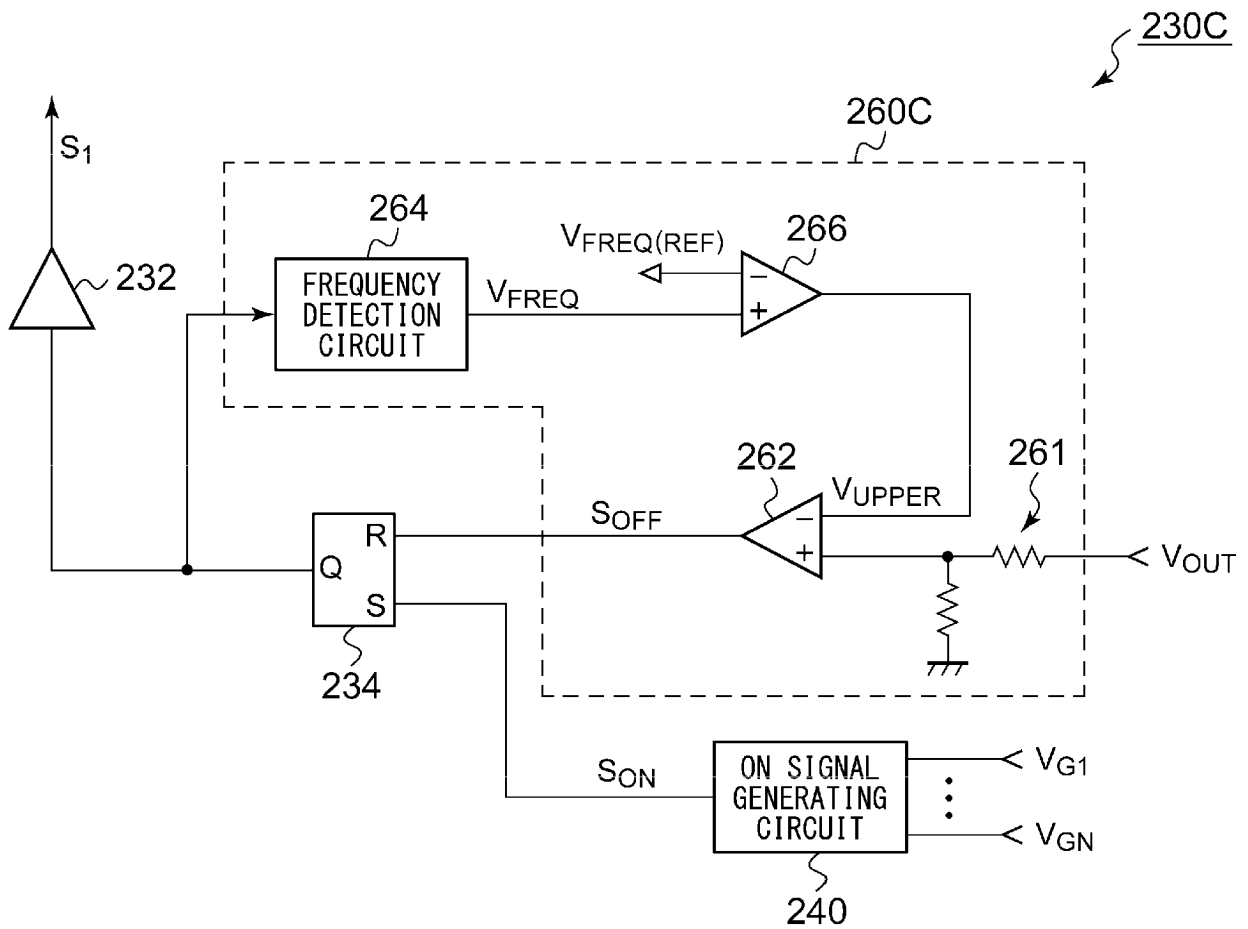 230C
260C
S1
264
VFREQ(REF)
266
232
FREQUENCY
DETECTION
CIRCUIT
VFREQ
−
+
262
VUPPER
261
SOFF
−
+
R
Q
S
VOUT
234
SON
ON SIGNAL
GENERATING
CIRCUIT
VG1
VGN
240